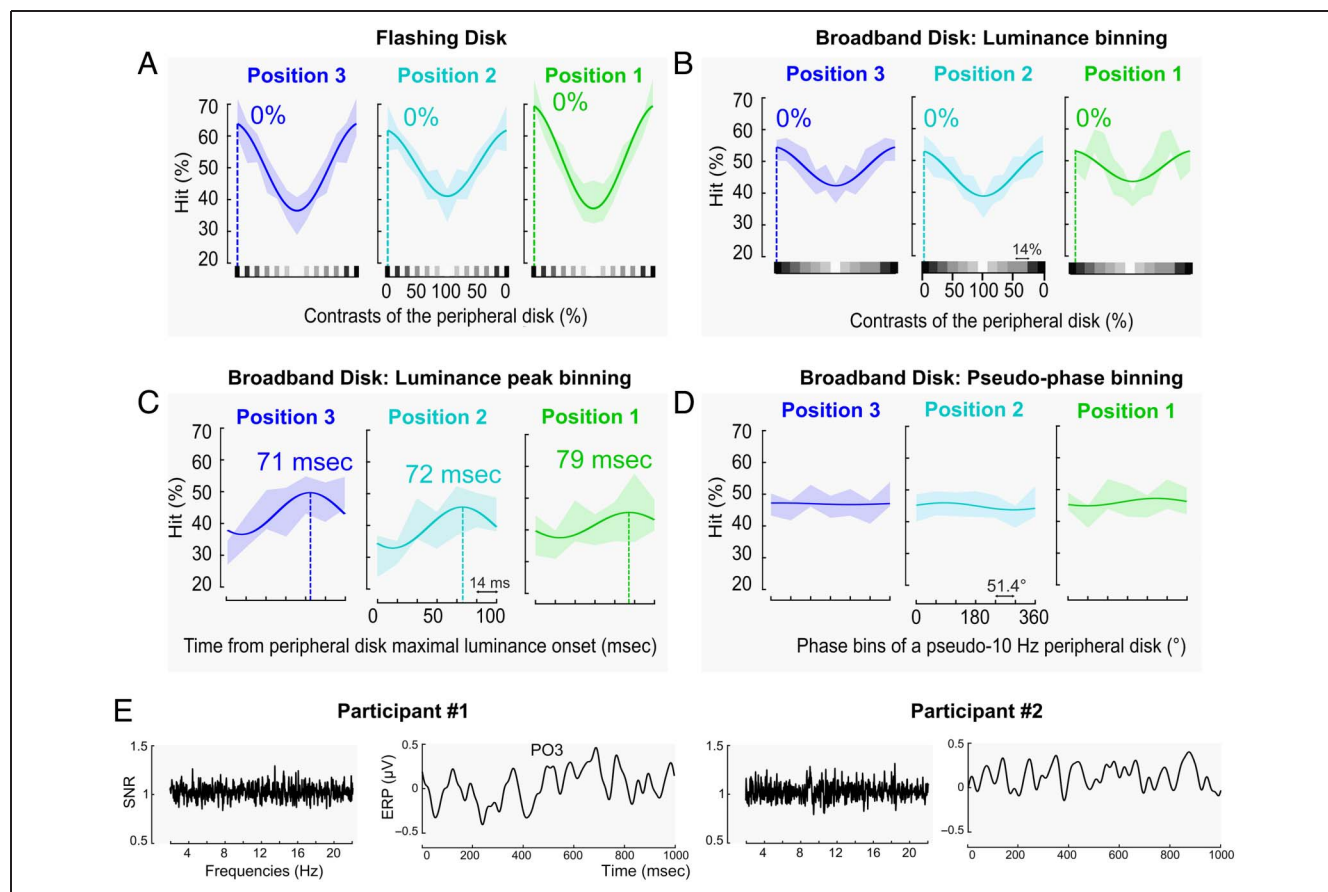 Flashing Disk
A
Position 3
Position 2
Position 1
Hit (%)
70
60
50
40
30
20
0%
0%
0%
0 50 100 50 0
Contrasts of the peripheral disk (%)
Broadband Disk: Luminance binning
B
Position 3
Position 2
Position 1
Hit (%)
70
60
50
40
30
20
0%
0%
0%
14%
0 50 100 50 0
Contrasts of the peripheral disk (%)
Broadband Disk: Luminance peak binning
C
Position 3
Position 2
Position 1
Hit (%)
70
60
50
40
30
20
71 msec
72 msec
79 msec
14 ms
0 50 100
Time from peripheral disk maximal luminance onset (msec)
Broadband Disk: Pseudo-phase binning
D
Position 3
Position 2
Position 1
Hit (%)
70
60
50
40
30
20
51.4°
0 180 360
Phase bins of a pseudo-10 Hz peripheral disk (°)
E
Participant #1
SNR
1.5
1
0.5
4 8 12 16 20
Frequencies (Hz)
ERP (µV)
0.5
0
−0.5
PO3
0 200 400 600 800 1000
Time (msec)
Participant #2
1.5
1
0.5
4 8 12 16 20
0.5
0
−0.5
0 200 400 600 800 1000